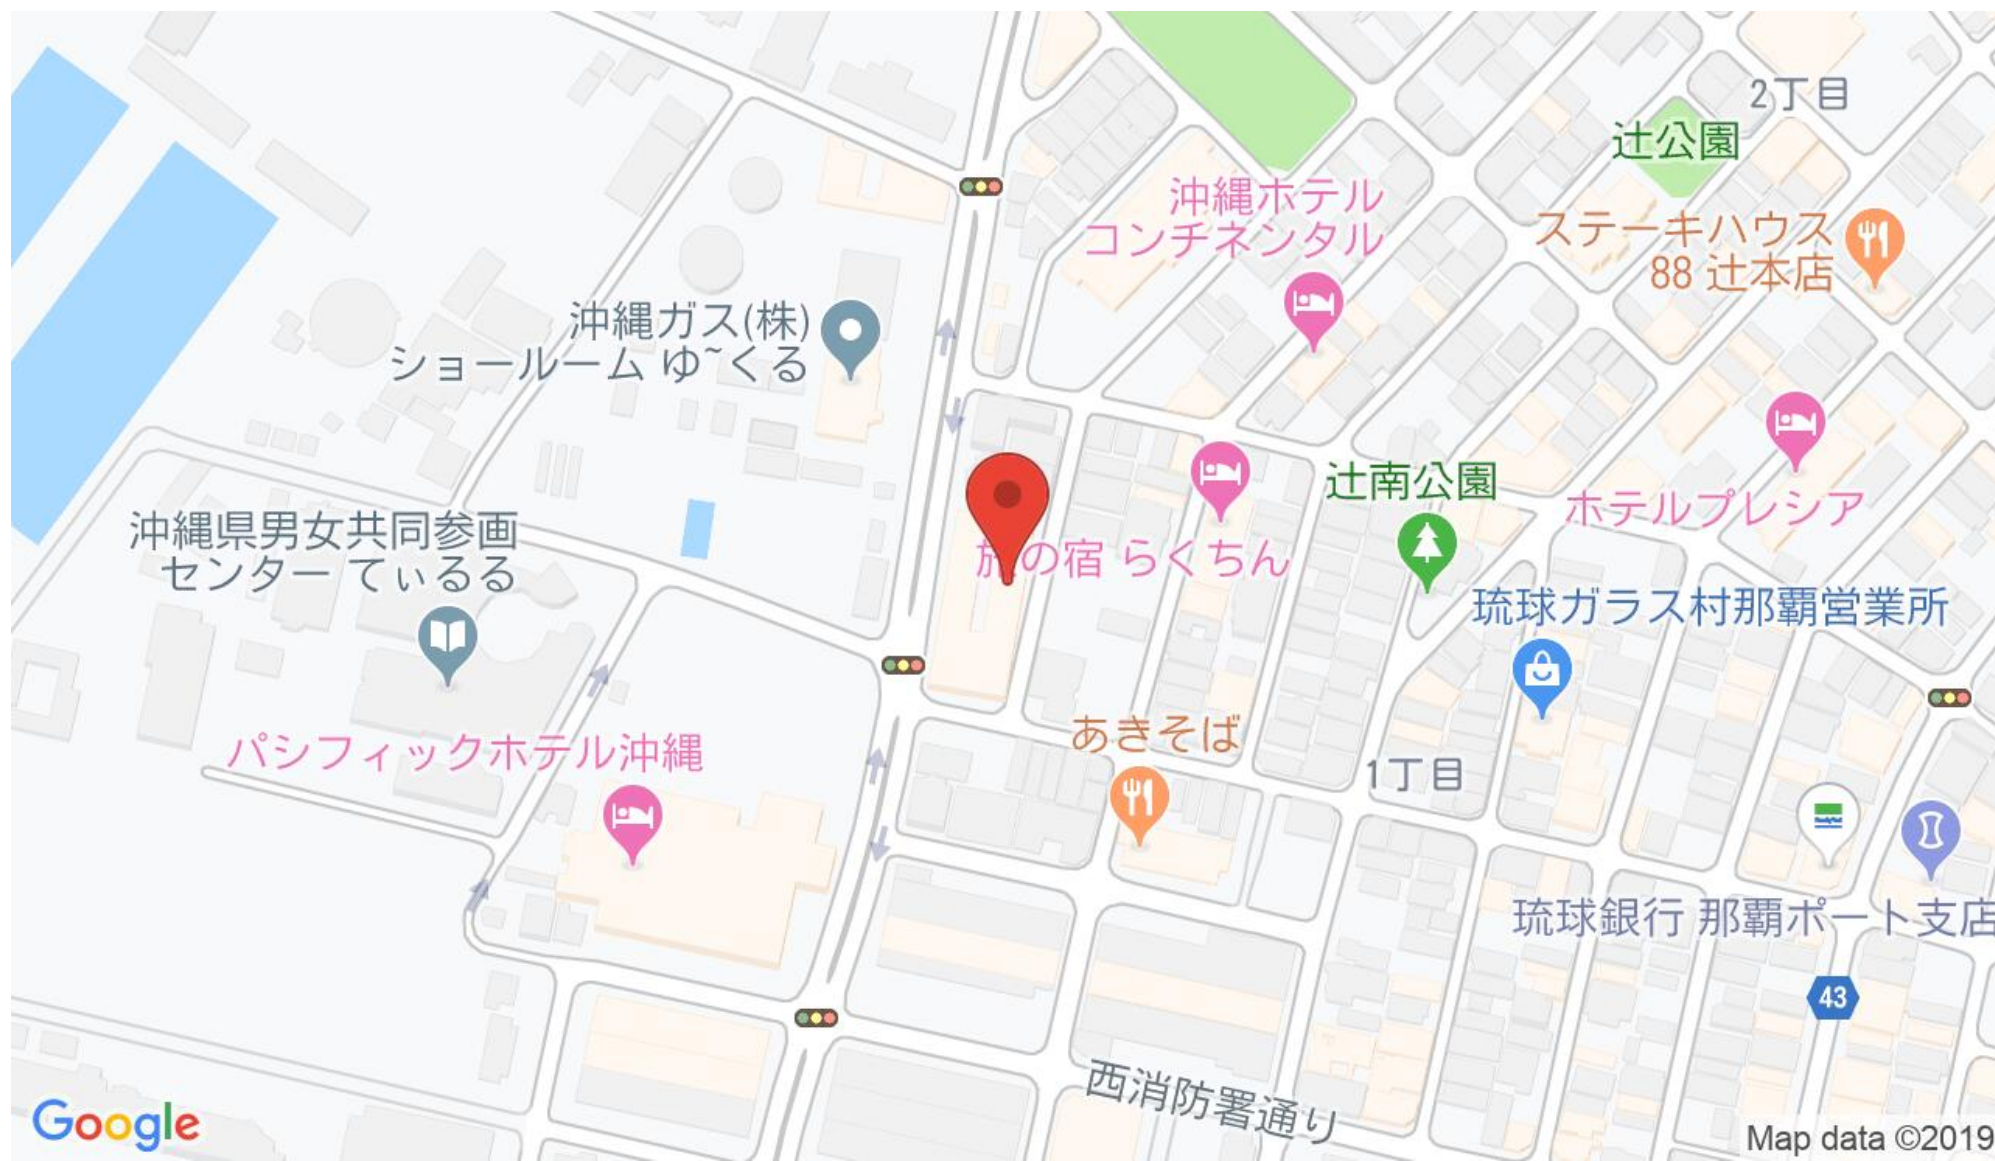 2丁目
辻公園
沖縄ホテル
コンチネンタル
ステーキハウス
88 辻本店
沖縄ガス(株)
ショールーム ゆ~くる
辻南公園
ホテルプレシア
沖縄県男女共同参画
センター てぃるる
の宿 らくちん
琉球ガラス村那覇営業所
パシフィックホテル沖縄
あきそば
1丁目
琉球銀行 那覇ポート支店
43
西消防署通り
Google
Map data ©2019